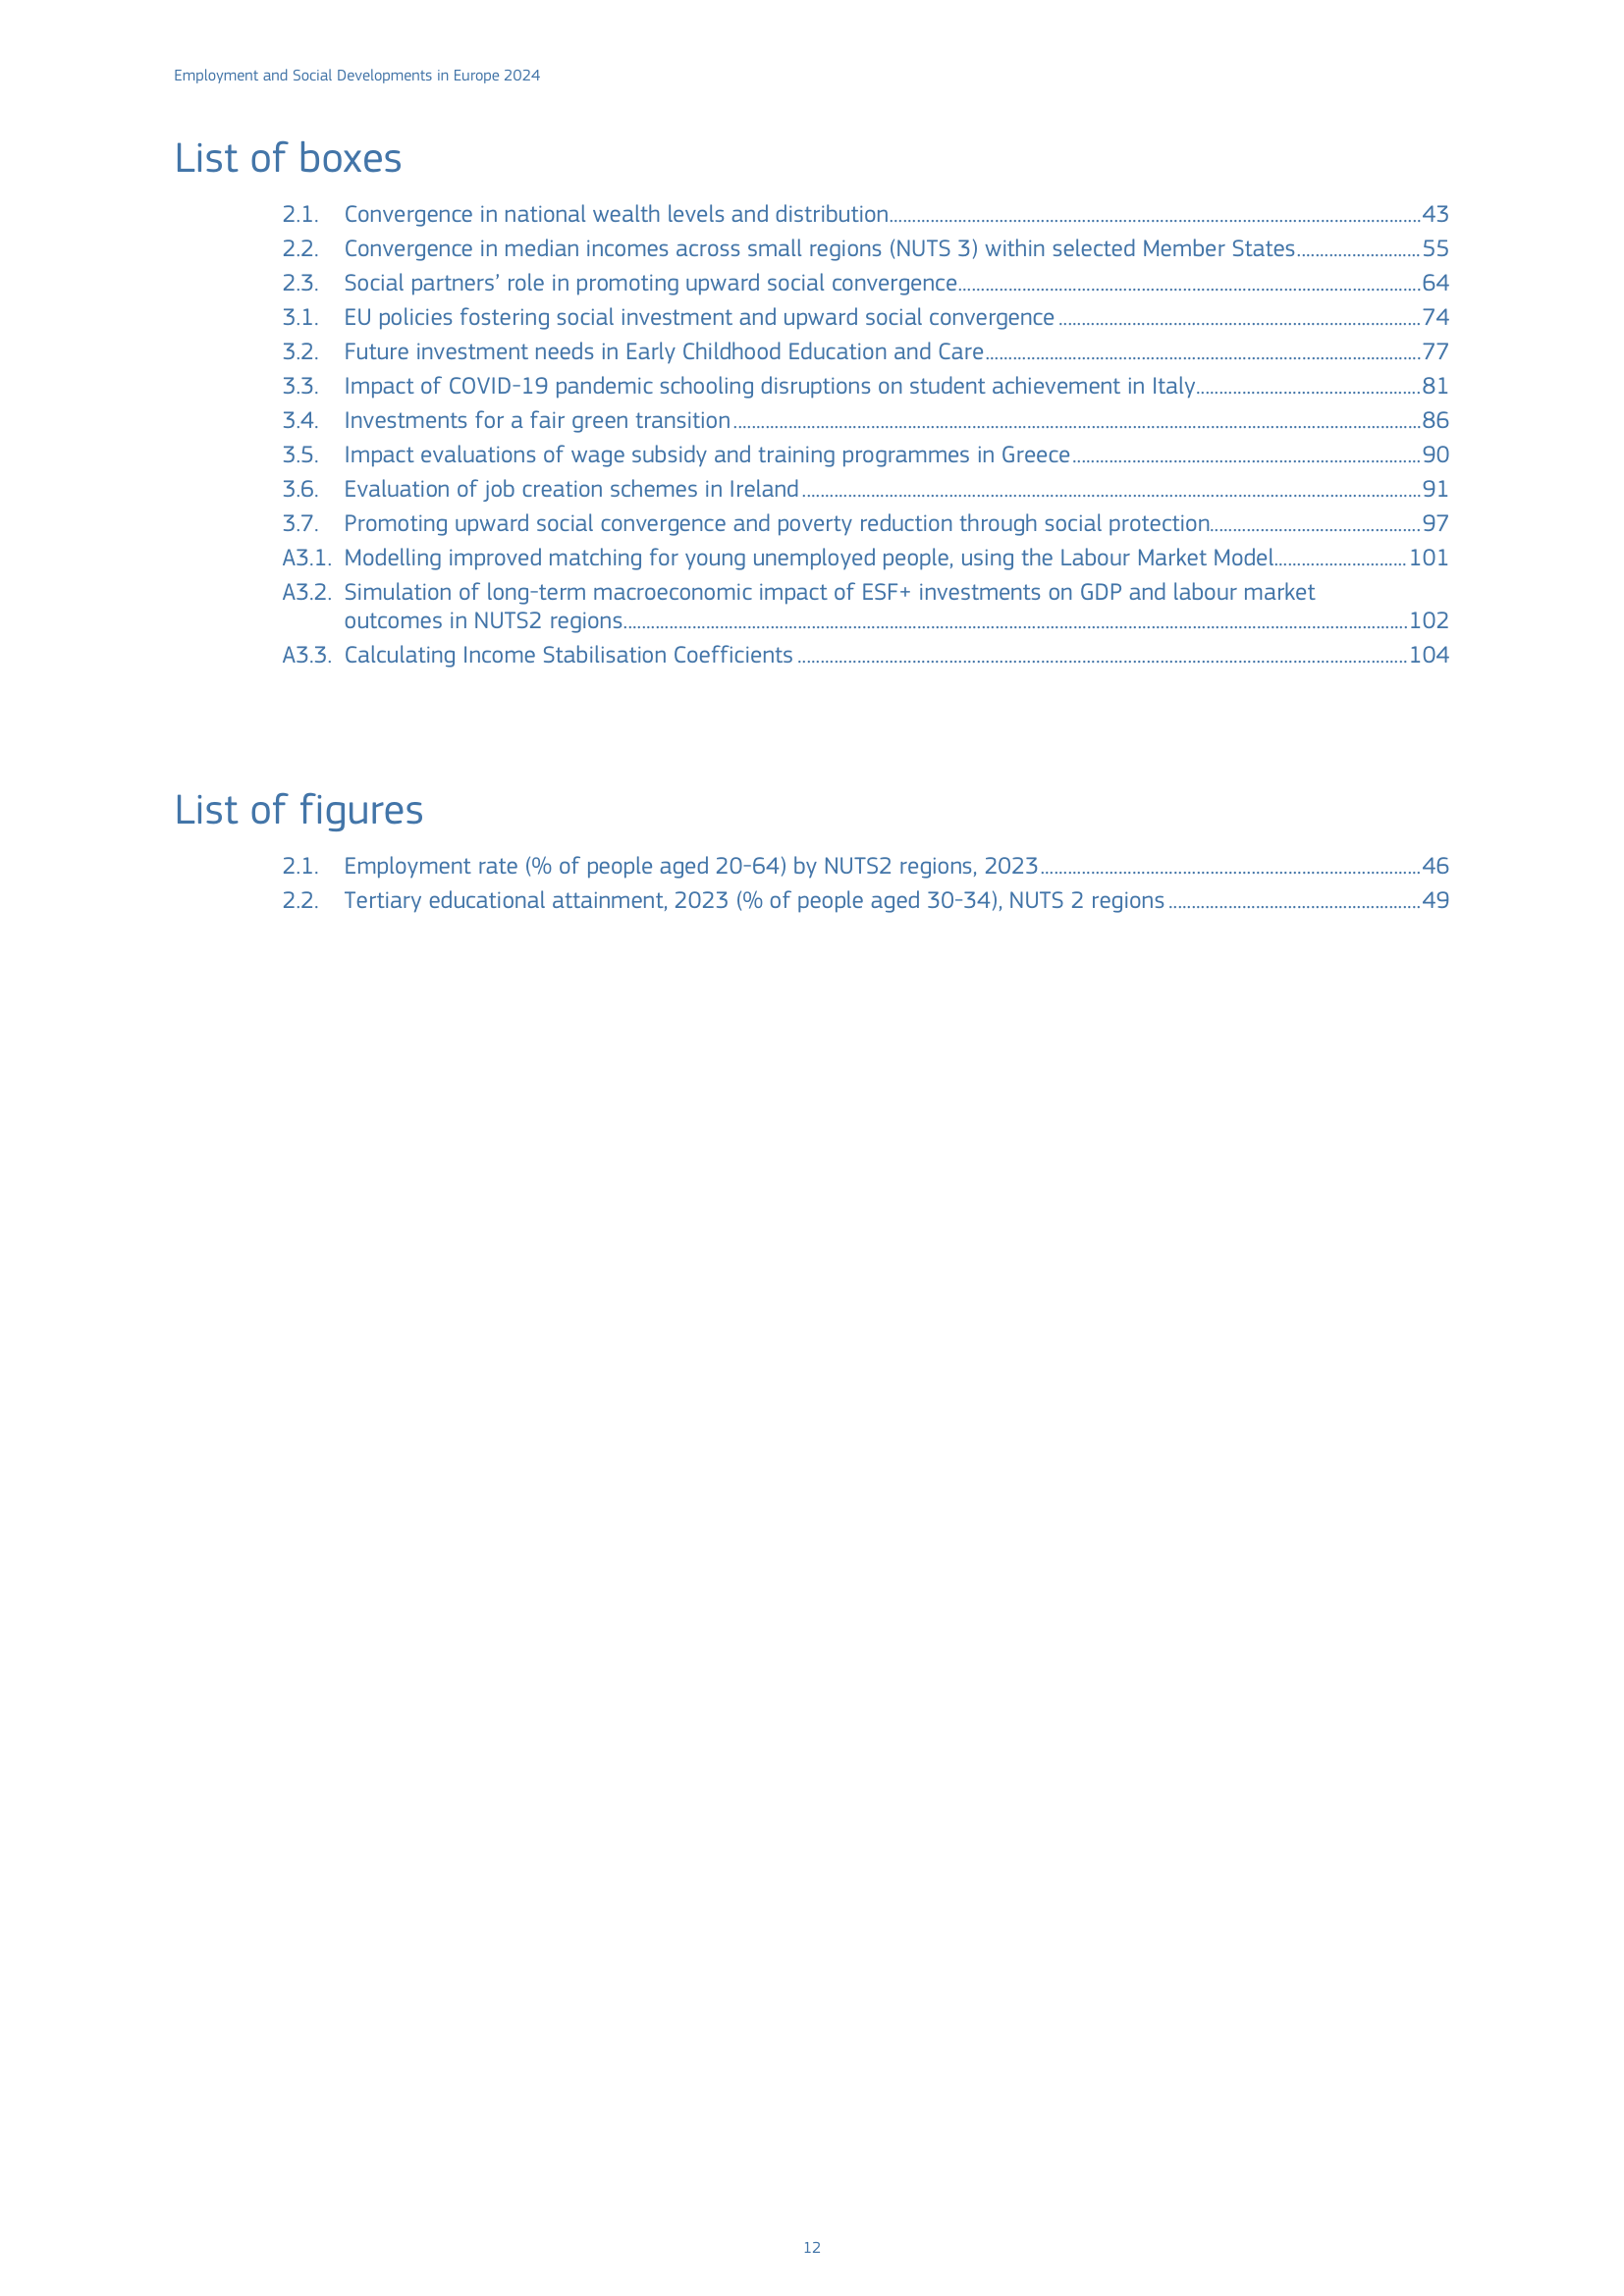 Employment and Social Developments in Europe 2024
List of boxes
2.1. Convergence in national wealth levels and distribution 43
2.2. Convergence in median incomes across small regions (NUTS 3) within selected Member States 55
2.3. Social partners’ role in promoting upward social convergence 64
3.1. EU policies fostering social investment and upward social convergence 74
3.2. Future investment needs in Early Childhood Education and Care 77
3.3. Impact of COVID-19 pandemic schooling disruptions on student achievement in Italy 81
3.4. Investments for a fair green transition 86
3.5. Impact evaluations of wage subsidy and training programmes in Greece 90
3.6. Evaluation of job creation schemes in Ireland 91
3.7. Promoting upward social convergence and poverty reduction through social protection 97
A3.1. Modelling improved matching for young unemployed people, using the Labour Market Model 101
A3.2. Simulation of long-term macroeconomic impact of ESF+ investments on GDP and labour market
outcomes in NUTS2 regions 102
A3.3. Calculating Income Stabilisation Coefficients 104
List of figures
2.1. Employment rate (% of people aged 20-64) by NUTS2 regions, 2023 46
2.2. Tertiary educational attainment, 2023 (% of people aged 30-34), NUTS 2 regions 49
12